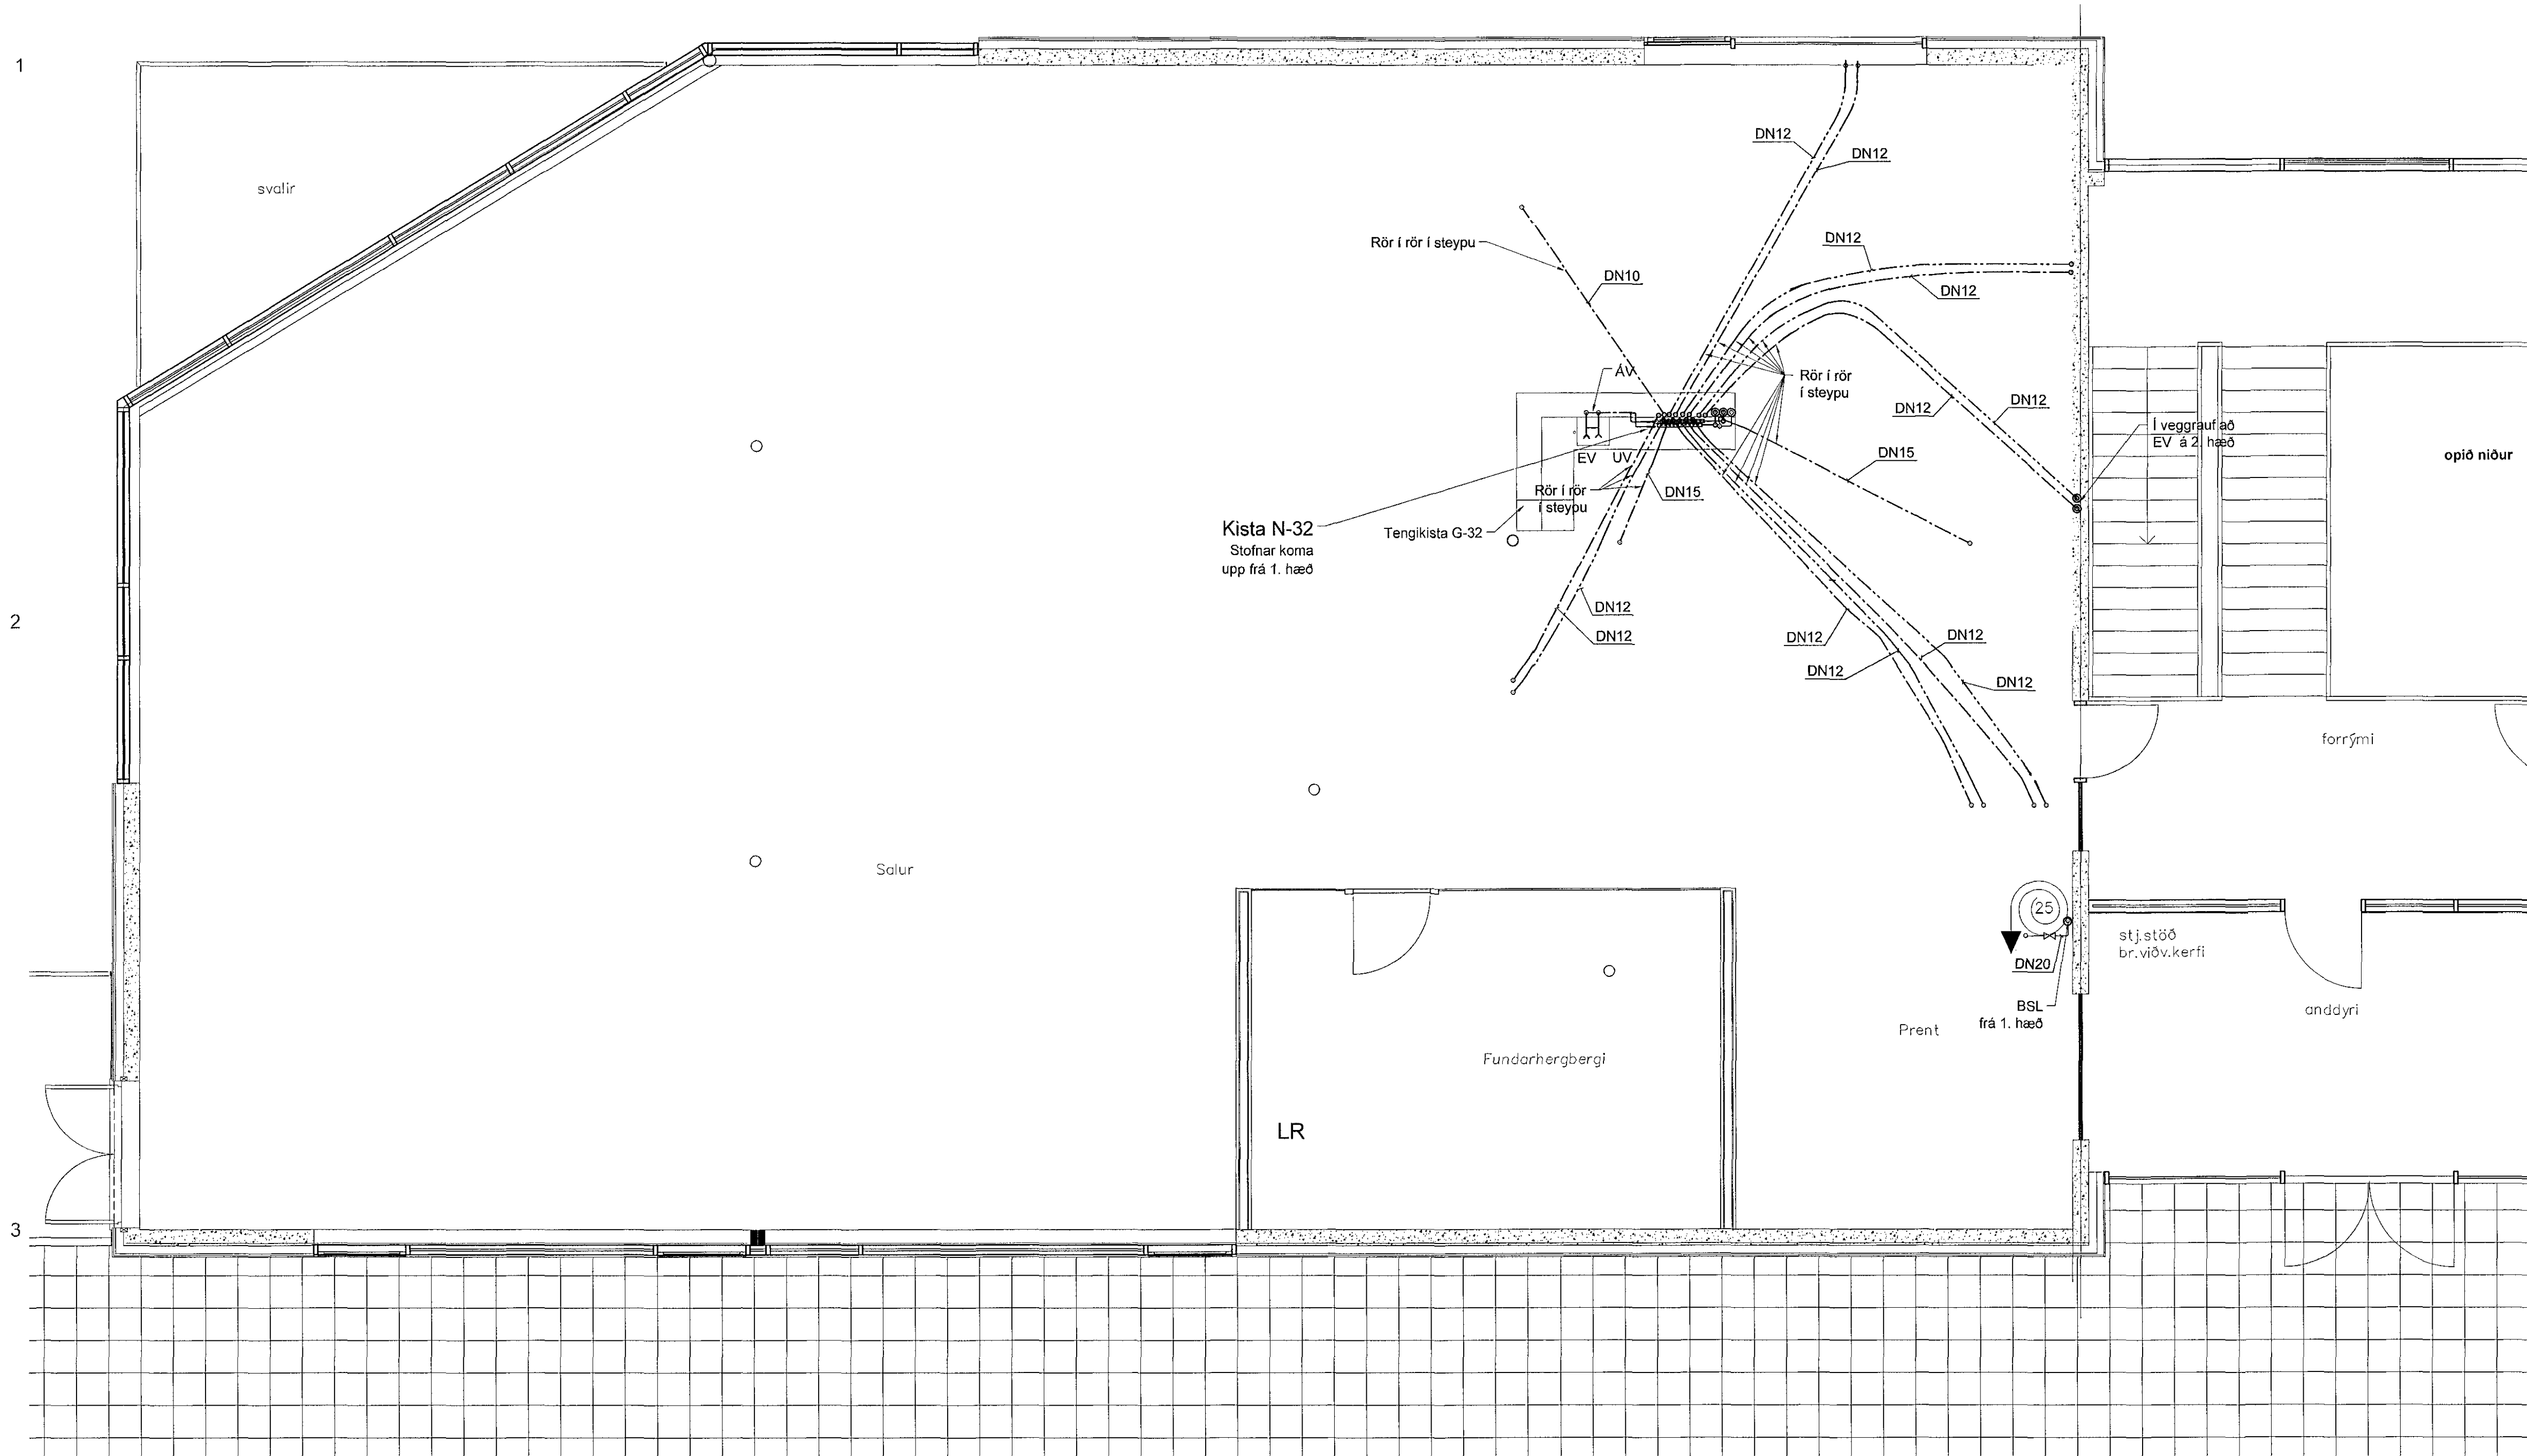 1
svalir
DN12
DN12
Rör í rör í steypu
DN12
DN10
DN12
ÁV
Rör í rör
í steypu
DN12
DN12
Í veggrauf að
EV á 2. hæð
opið niður
EV UV
DN15
Rör í rör
í steypu
DN15
Kista N-32
Stofnar koma
upp frá 1. hæð
Tengikista G-32
2
DN12
DN12
DN12
DN12
DN12
DN12
forrými
Salur
25
stj.stöð
br.viðv.kerfi
DN20
BSL
frá 1. hæð
anddyri
Prent
Fundarhergbergi
LR
3